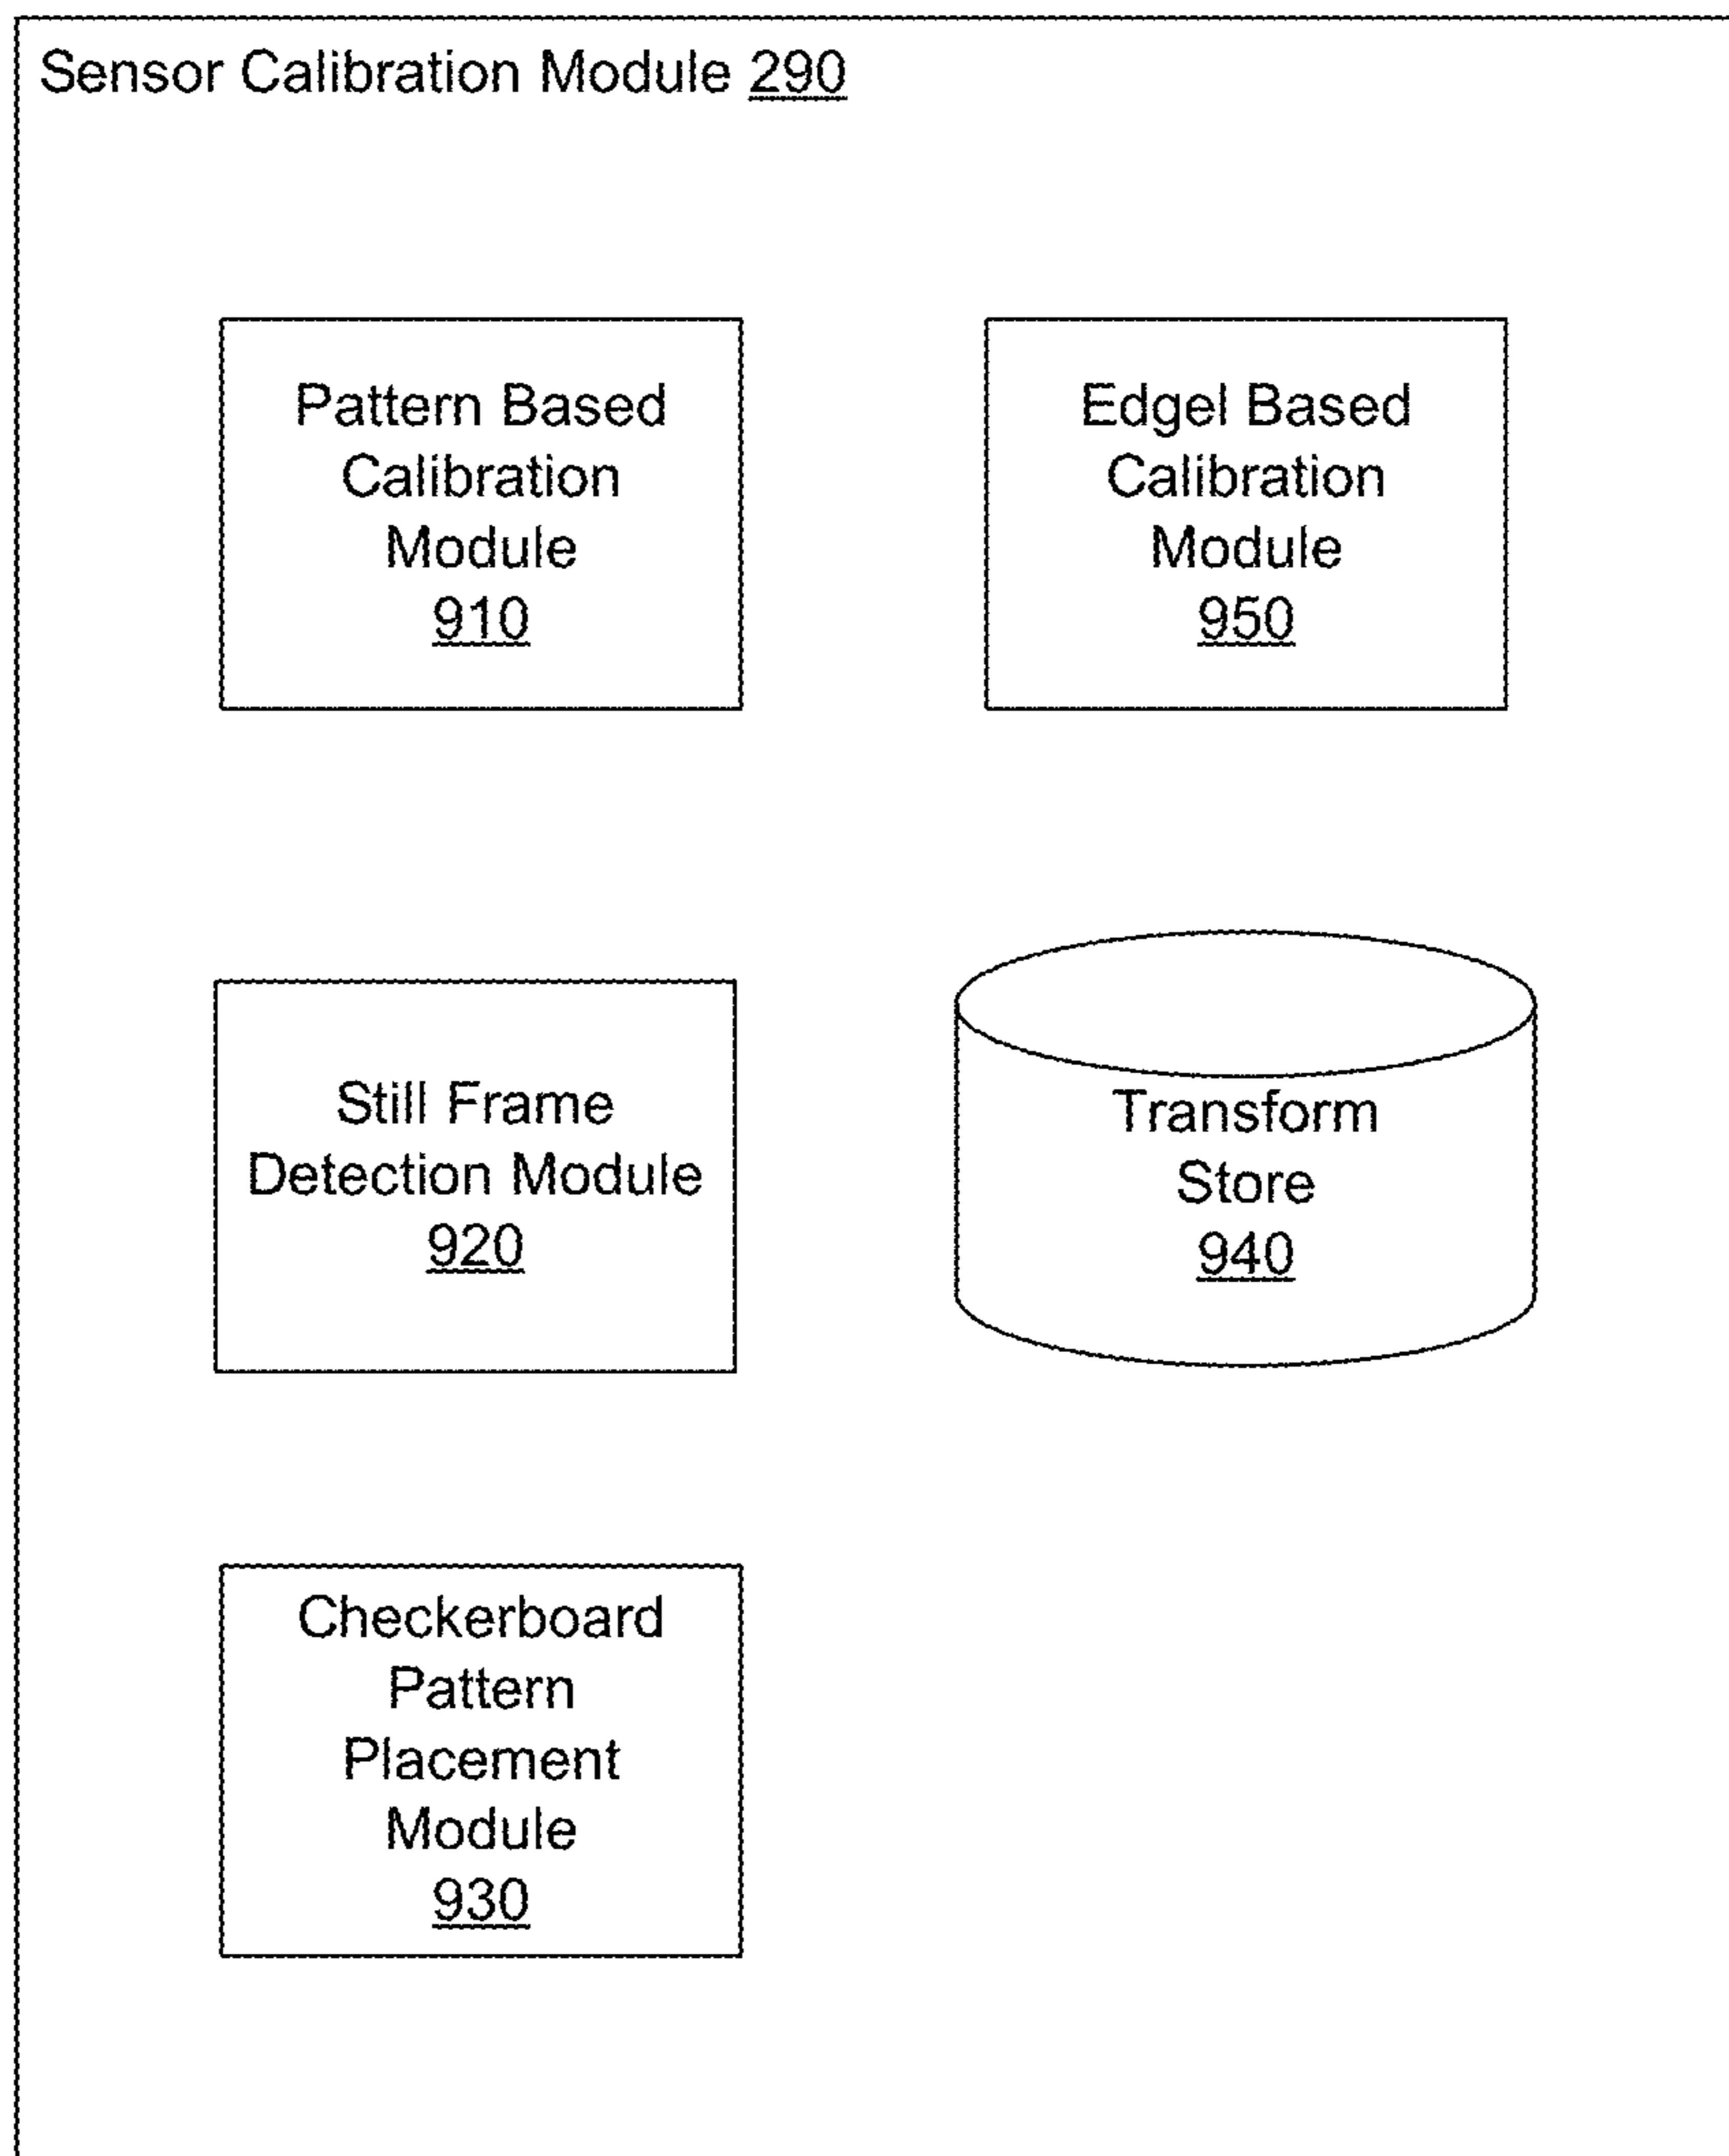 Sensor Calibration Module 290
Pattern Based
Calibration
Module
910
Edgel Based
Calibration
Module
950
Still Frame
Detection Module
920
Transform
Store
940
Checkerboard
Pattern
Placement
Module
930